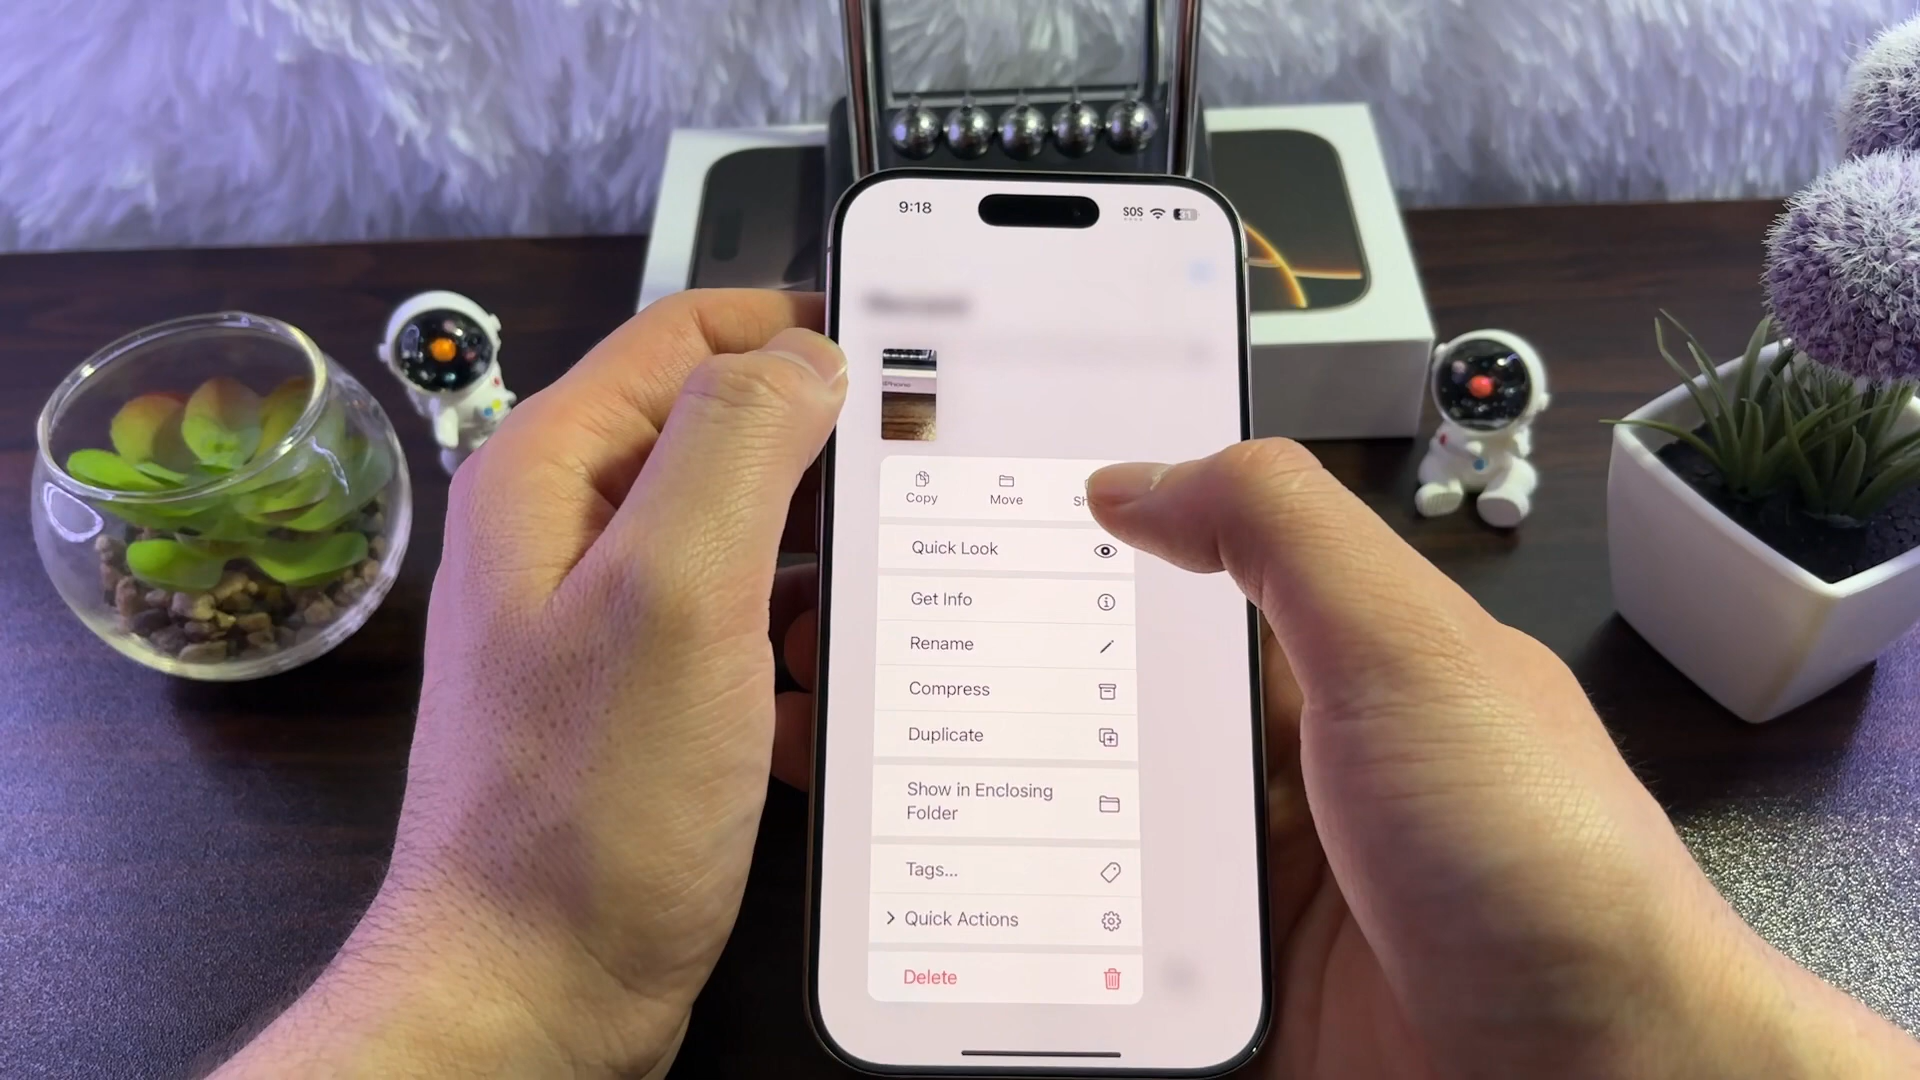 9:18
SOS
iPhone
Copy
Move
Quick Look
Get Info
Rename
Compress
Duplicate
Show in Enclosing
Folder
Tags...
Quick Actions
Delete